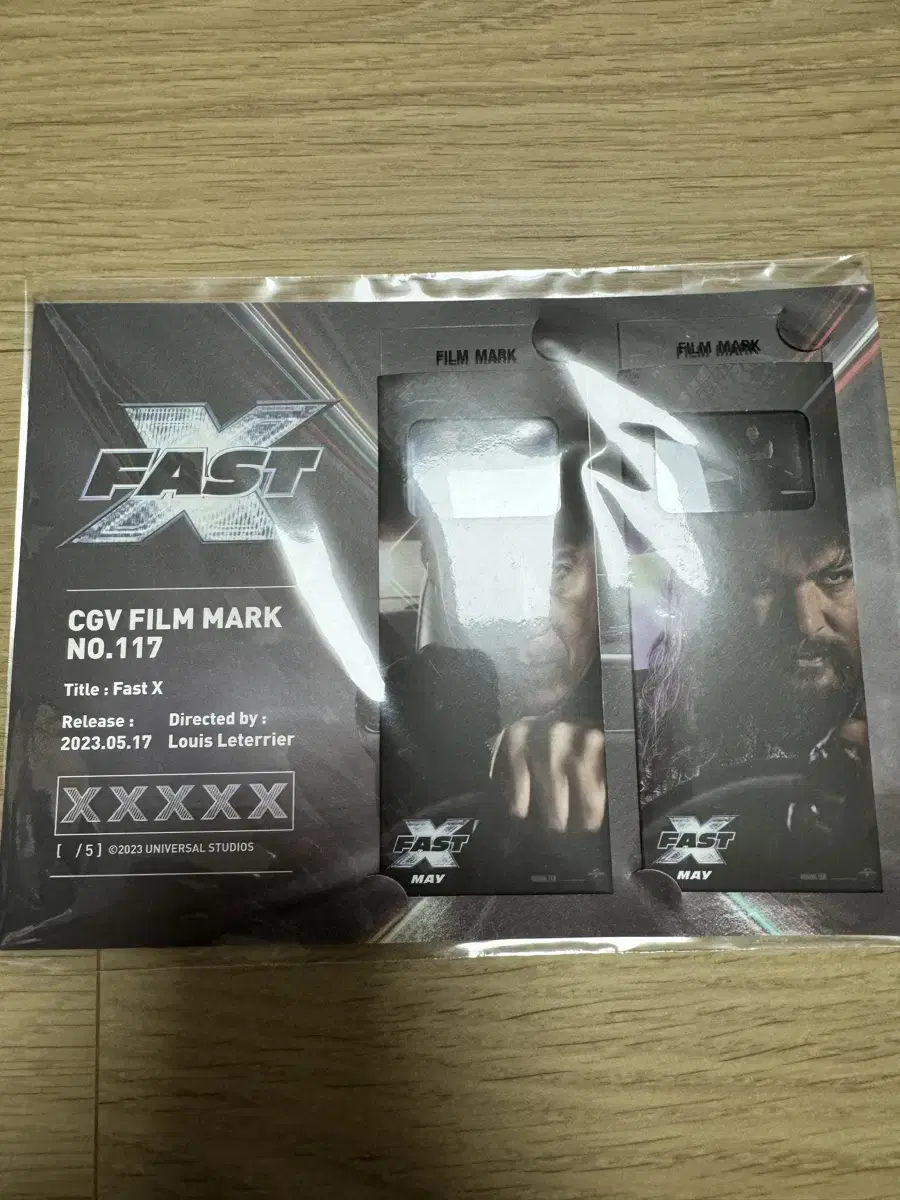 FAST X
CGV FILM MARK
NO.117
Title : Fast X
Release : Directed by :
2023.05.17 Louis Leterrier
XXXXX
[ /5] ©2023 UNIVERSAL STUDIOS
FILM MARK
FAST X
MAY
FILM MARK
FAST X
MAY